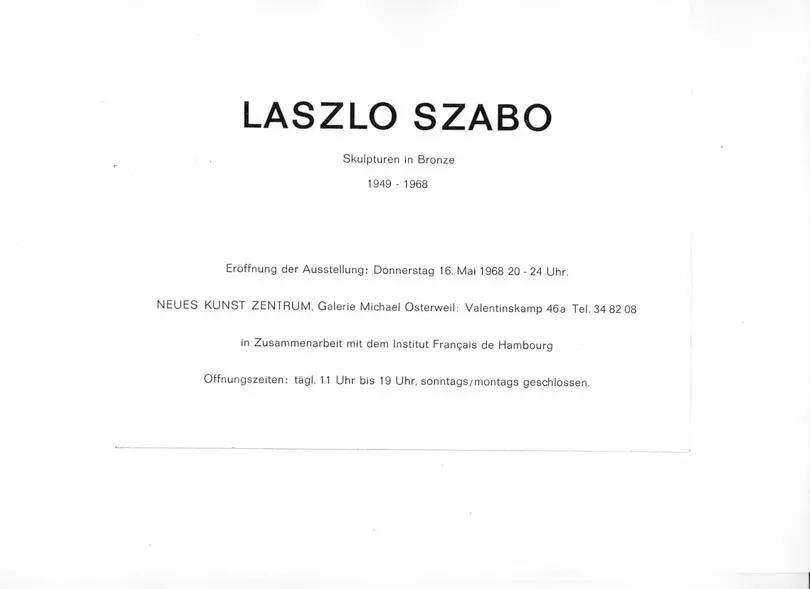 LASZLO SZABO
Skulpturen in Bronze
1949 - 1968
Eröffnung der Ausstellung: Donnerstag 16. Mai 1968 20 - 24 Uhr.
NEUES KUNST ZENTRUM, Galerie Michael Osterweil: Valentinskamp 46a Tel. 34 82 08
in Zusammenarbeit mit dem Institut Français de Hambourg
Öffnungszeiten: tägl. 11 Uhr bis 19 Uhr, sonntags/montags geschlossen.